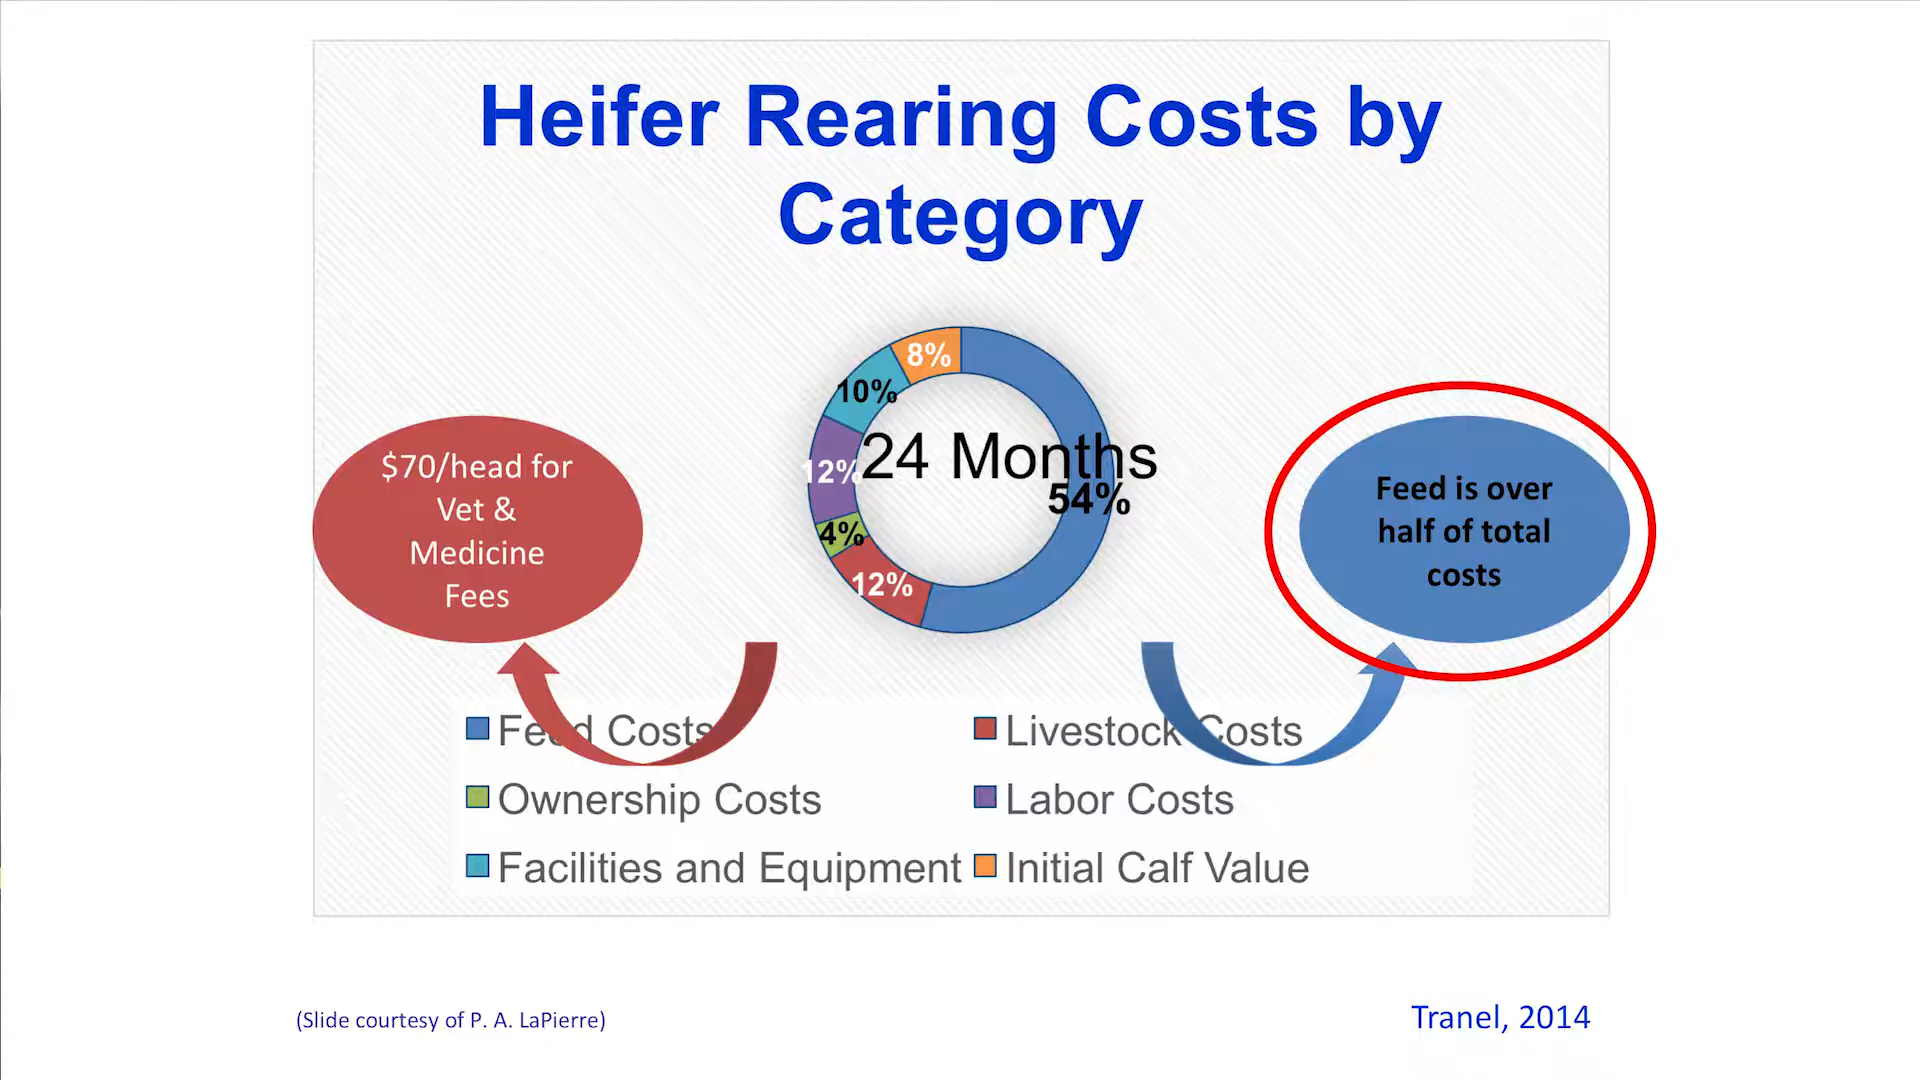 Heifer Rearing Costs by
Category
8%
10%
24 Months
12%
54%
4%
12%
$70/head for
Vet &
Medicine
Fees
Feed is over
half of total
costs
Feed Costs
Livestock Costs
Ownership Costs
Labor Costs
Facilities and Equipment
Initial Calf Value
(Slide courtesy of P. A. LaPierre)
Tranel, 2014